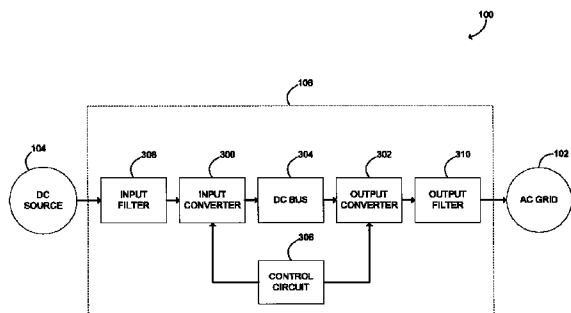 100
106
104
308
300
304
302
310
102
DC
SOURCE
INPUT
FILTER
INPUT
CONVERTER
DC BUS
OUTPUT
CONVERTER
OUTPUT
FILTER
AC GRID
306
CONTROL
CIRCUIT